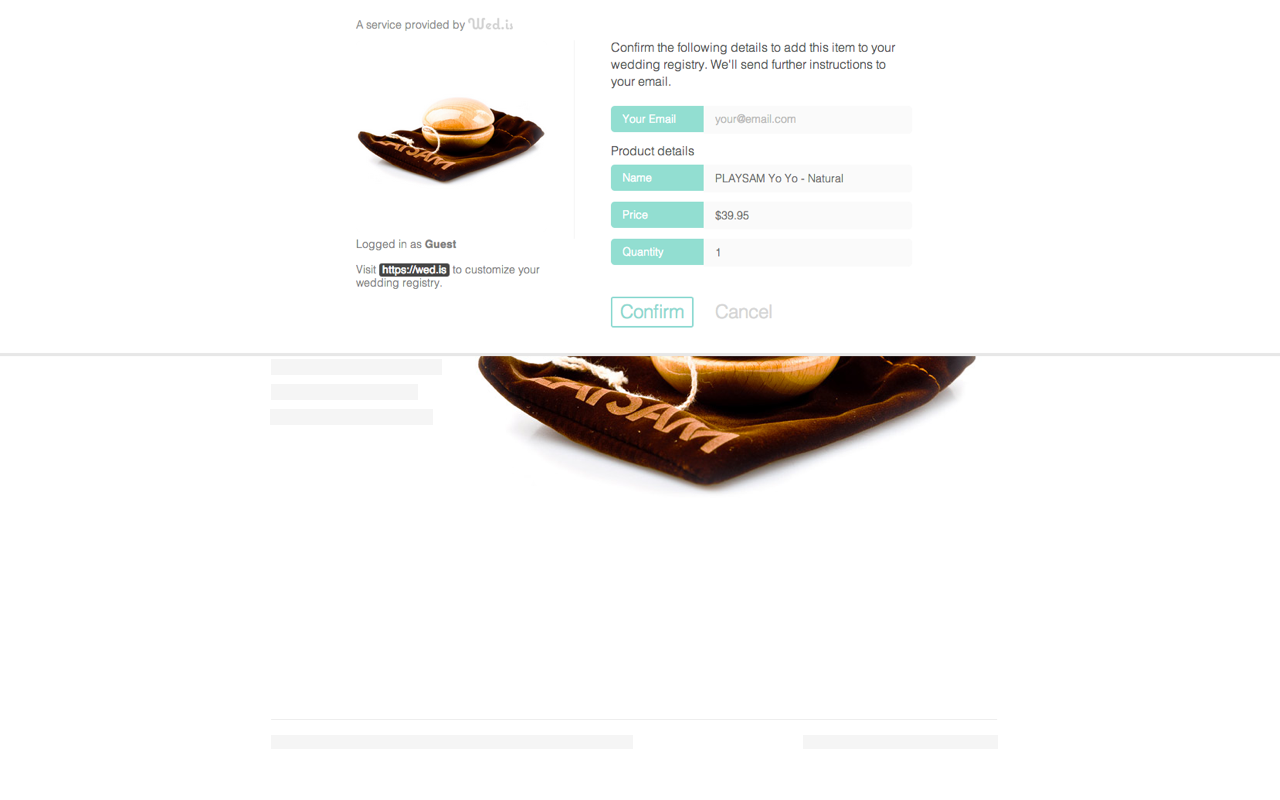 A service provided by Wed.is
Confirm the following details to add this item to your
wedding registry. We'll send further instructions to
your email.
Your Email your@email.com
Product details
Name PLAYSAM Yo Yo - Natural
Price $39.95
Quantity 1
Confirm Cancel
PLAYSAM
Logged in as Guest
Visit https://wed.is to customize your
wedding registry.
LAYSAM